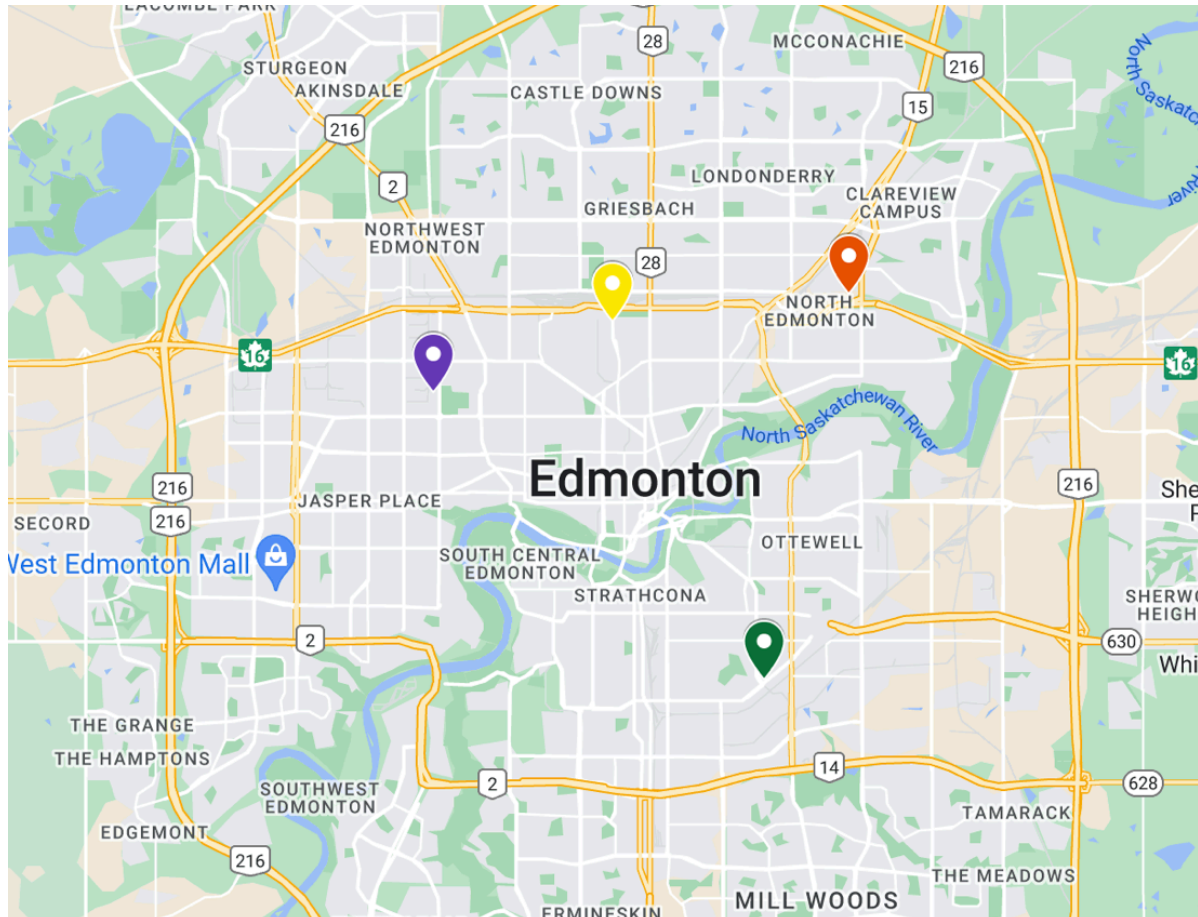 LACOMBE PARK
28
MCCONACHIE
216
North
Saskatchewan
River
STURGEON
AKINSDALE
CASTLE DOWNS
15
216
2
LONDONDERRY
CLAREVIEW
CAMPUS
GRIESBACH
NORTHWEST
EDMONTON
28
NORTH
EDMONTON
16
16
North Saskatchewan River
Edmonton
216
216
JASPER PLACE
216
She
SECORD
OTTEWELL
West Edmonton Mall
SOUTH CENTRAL
EDMONTON
STRATHCONA
SHERWO
HEIGH
2
630
Whi
THE GRANGE
THE HAMPTONS
14
2
628
SOUTHWEST
EDMONTON
TAMARACK
EDGEMONT
216
THE MEADOWS
MILL WOODS
ERMINESKIN